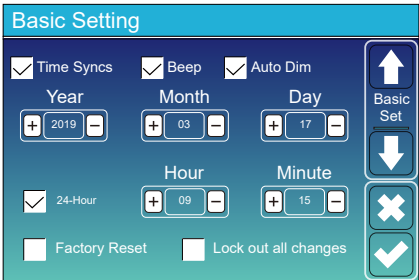 Basic Setting
Time Syncs Beep Auto Dim
Year Month Day
+ 2019 − + 03 − + 17 −
Basic
Set
Hour Minute
24-Hour + 09 − + 15 −
Factory Reset Lock out all changes